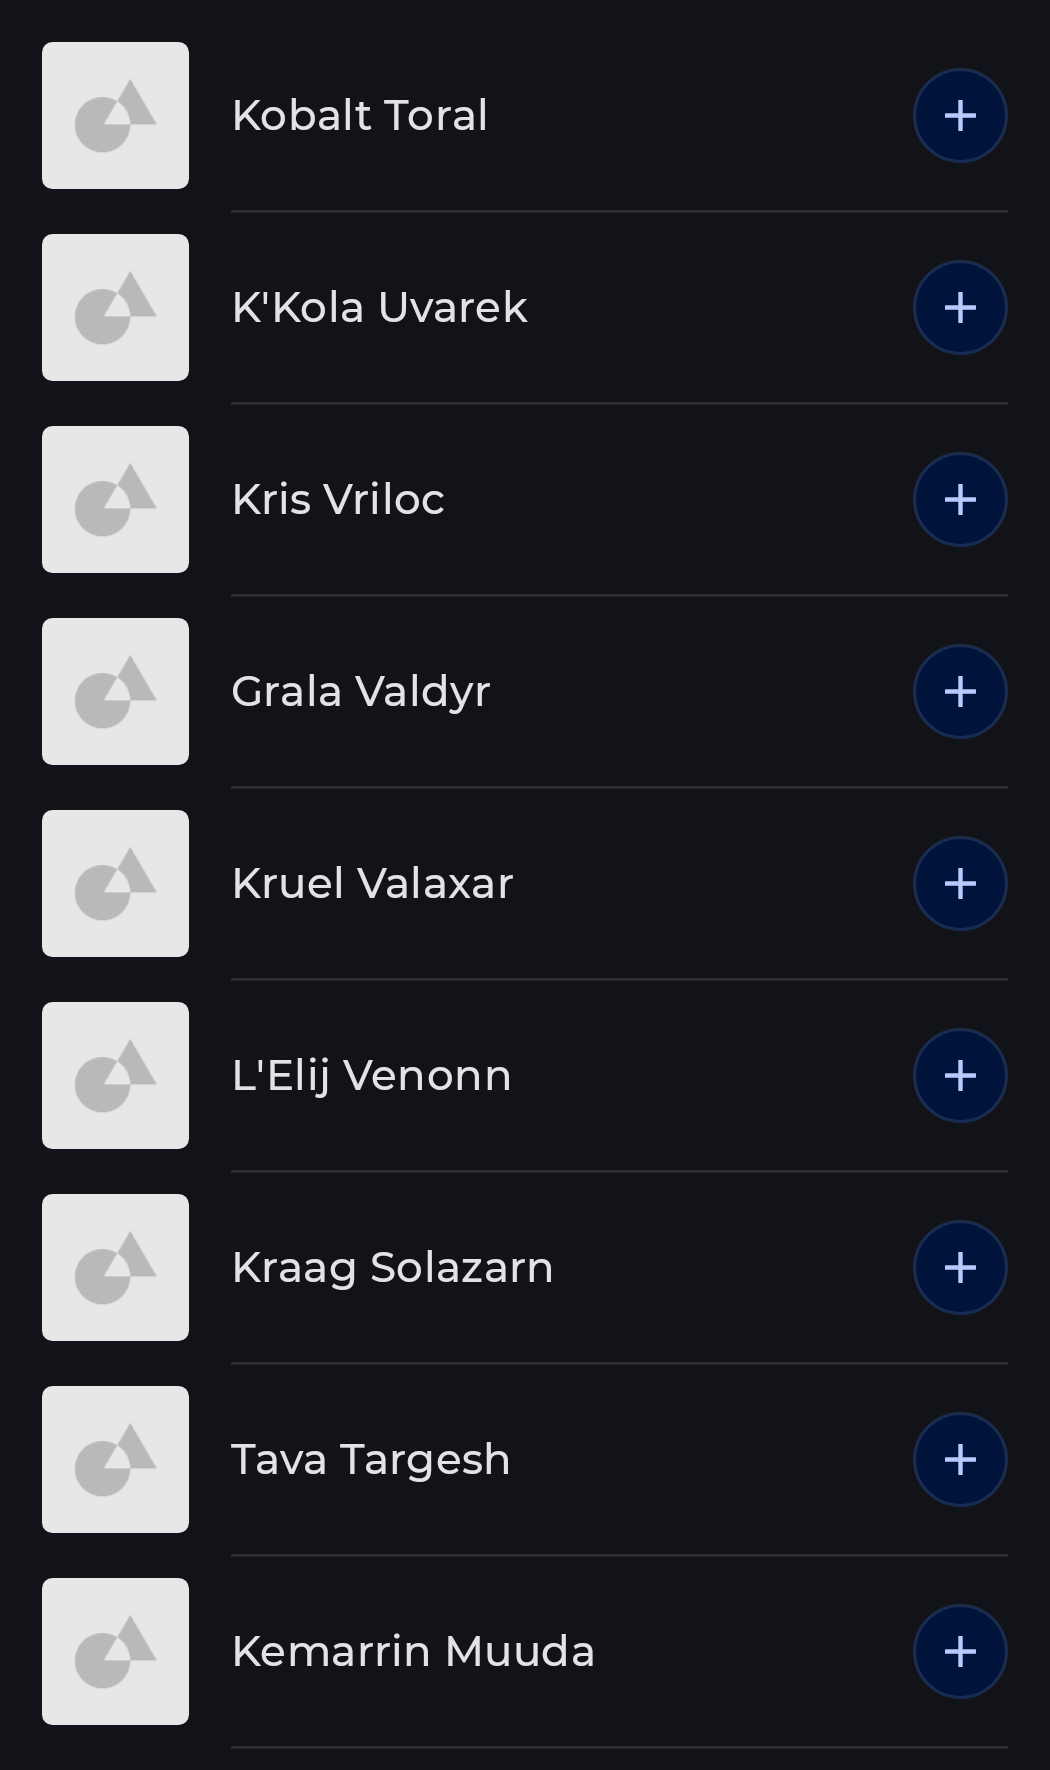 Kobalt Toral
K'Kola Uvarek
Kris Vriloc
Grala Valdyr
Kruel Valaxar
L'Elij Venonn
Kraag Solazarn
Tava Targesh
Kemarrin Muuda